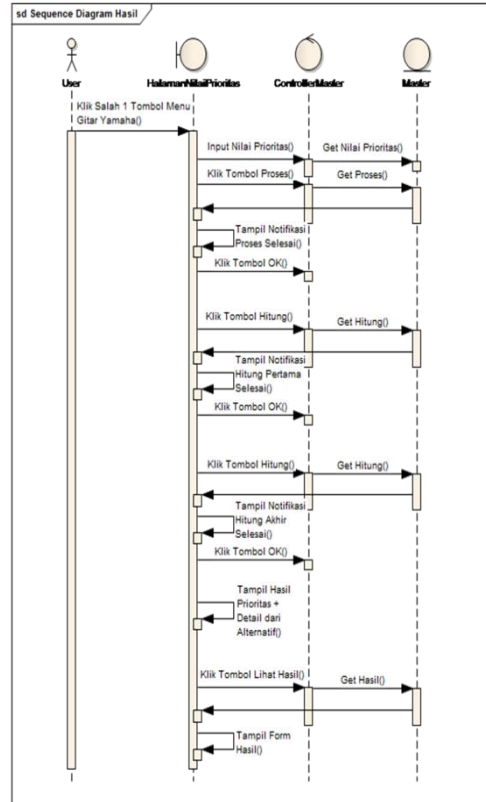 sd Sequence Diagram Hasil
User
HalamanNilaiPrioritas
ControllerMaster
Master
Klik Salah 1 Tombol Menu
Gitar Yamaha()
Input Nilai Prioritas()
Get Nilai Prioritas()
Klik Tombol Proses()
Get Proses()
Tampil Notifikasi
Proses Selesai()
Klik Tombol OK()
Klik Tombol Hitung()
Get Hitung()
Tampil Notifikasi
Hitung Pertama
Selesai()
Klik Tombol OK()
Klik Tombol Hitung()
Get Hitung()
Tampil Notifikasi
Hitung Akhir
Selesai()
Klik Tombol OK()
Tampil Hasil
Prioritas +
Detail dari
Alternatif()
Klik Tombol Lihat Hasil()
Get Hasil()
Tampil Form
Hasil()